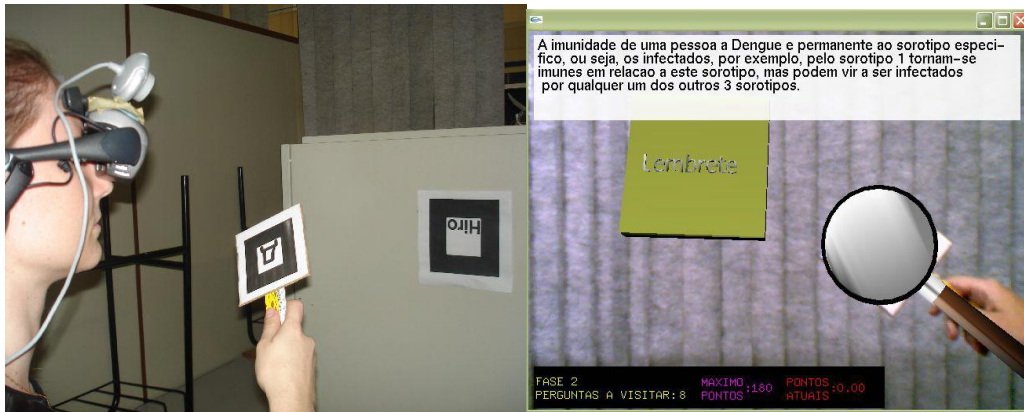 Hiro
A imunidade de uma pessoa a Dengue e permanente ao sorotipo especi-
fico, ou seja, os infectados, por exemplo, pelo sorotipo 1 tornam-se
imunes em relacao a este sorotipo, mas podem vir a ser infectados
por qualquer um dos outros 3 sorotipos.
Lembrete
FASE 2
PERGUNTAS A VISITAR:8
MAXIMO PONTOS:180
PONTOS ATUAIS:0.00